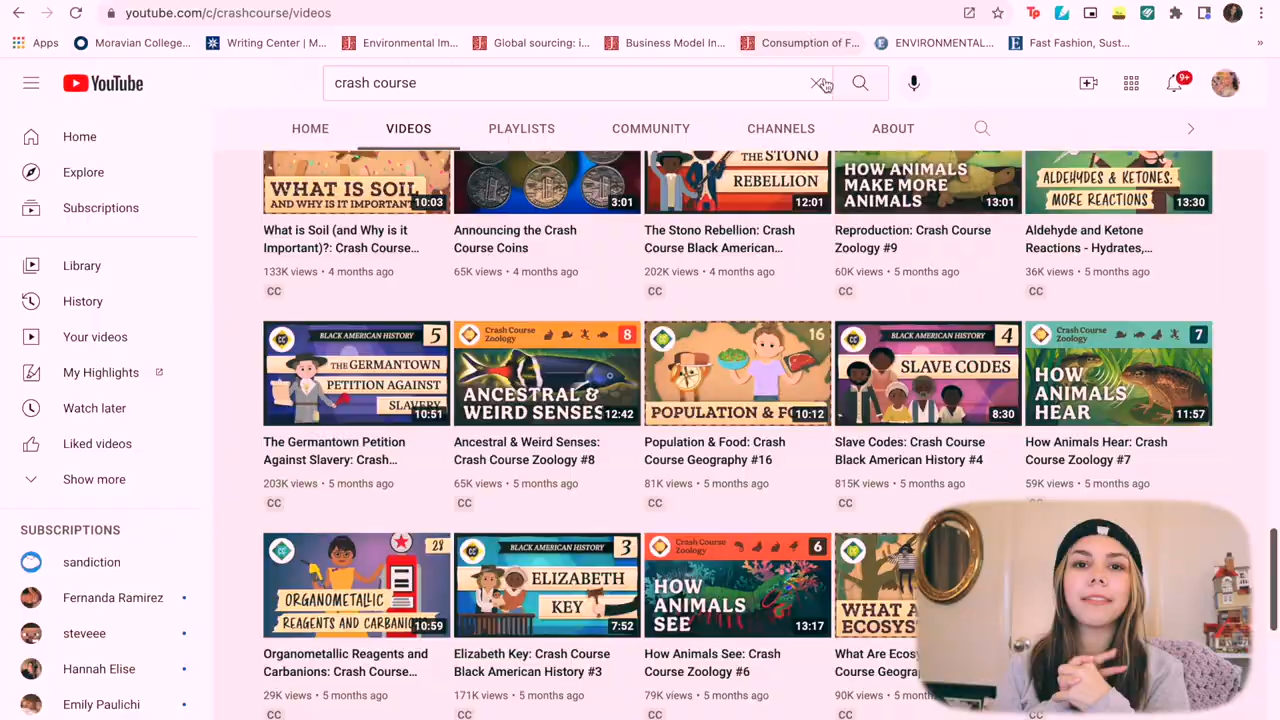 youtube.com/c/crashcourse/videos
Apps
Moravian College...
Writing Center | M...
Environmental Im...
Global sourcing: i...
Business Model In...
Consumption of F...
ENVIRONMENTAL...
Fast Fashion, Sust...
»
YouTube
crash course
9+
HOME
VIDEOS
PLAYLISTS
COMMUNITY
CHANNELS
ABOUT
Home
Explore
Subscriptions
Library
History
Your videos
My Highlights
Watch later
Liked videos
Show more
SUBSCRIPTIONS
sandiction
Fernanda Ramirez
steveee
Hannah Elise
Emily Paulichi
WHAT IS SOIL
AND WHY IS IT IMPORTANT
10:03
What is Soil (and Why is it
Important)?: Crash Course...
133K views • 4 months ago
CC
3:01
Announcing the Crash
Course Coins
65K views • 5 months ago
THE STONO
REBELLION
12:01
The Stono Rebellion: Crash
Course Black American...
202K views • 4 months ago
CC
HOW ANIMALS
MAKE MORE
ANIMALS
13:01
Reproduction: Crash Course
Zoology #9
60K views • 5 months ago
CC
ALDEHYDES & KETONES:
MORE REACTIONS
13:30
Aldehyde and Ketone
Reactions - Hydrates,...
36K views • 5 months ago
CC
BLACK AMERICAN HISTORY
5
THE GERMANTOWN
PETITION AGAINST
SLAVERY
10:51
The Germantown Petition
Against Slavery: Crash...
203K views • 5 months ago
CC
Crash Course
Zoology
8
ANCESTRAL &
WEIRD SENSES
12:42
Ancestral & Weird Senses:
Crash Course Zoology #8
65K views • 5 months ago
CC
16
POPULATION & FO
10:12
Population & Food: Crash
Course Geography #16
81K views • 5 months ago
CC
BLACK AMERICAN HISTORY
4
SLAVE CODES
8:30
Slave Codes: Crash Course
Black American History #4
815K views • 5 months ago
CC
Crash Course
Zoology
7
HOW
ANIMALS
HEAR
11:57
How Animals Hear: Crash
Course Zoology #7
59K views • 5 months ago
28
ORGANOMETALLIC
REAGENTS AND CARBANIO
10:59
Organometallic Reagents and
Carbanions: Crash Course...
29K views • 5 months ago
CC
BLACK AMERICAN HISTORY
3
ELIZABETH
KEY
7:52
Elizabeth Key: Crash Course
Black American History #3
171K views • 5 months ago
CC
Crash Course
Zoology
6
HOW
ANIMALS
SEE
13:17
How Animals See: Crash
Course Zoology #6
79K views • 5 months ago
CC
WHAT A
ECOSYS
What Are Ecosy
Course Geograp
90K views • 5 month
CC